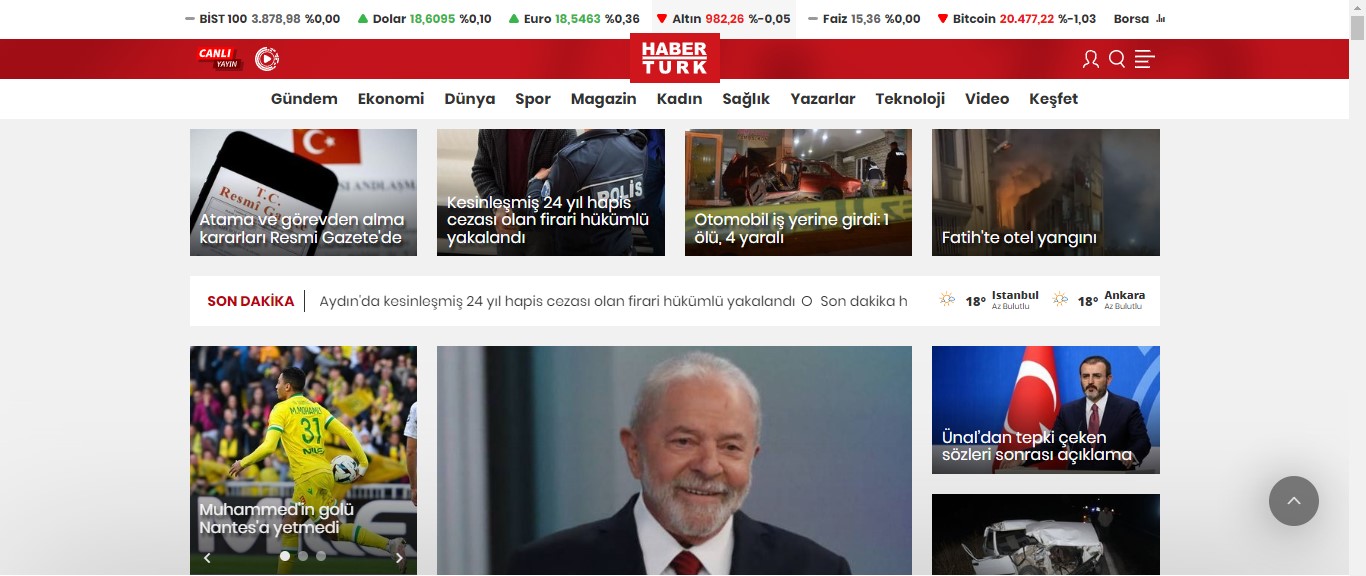 BİST 100 3.878,98 %0,00 Dolar 18,6095 %0,10 Euro 18,5463 %0,36 Altın 982,26 %-0,05 Faiz 15,36 %0,00 Bitcoin 20.477,22 %-1,03 Borsa
CANLI
YAYIN
HABER
TURK
Gündem Ekonomi Dünya Spor Magazin Kadın Sağlık Yazarlar Teknoloji Video Keşfet
T.C.
Resmî
Atama ve görevden alma
kararları Resmi Gazete'de
POLİS
Kesinleşmiş 24 yıl hapis
cezası olan firari hükümlü
yakalandı
Otomobil iş yerine girdi: 1
ölü, 4 yaralı
Fatih'te otel yangını
SON DAKİKA Aydın'da kesinleşmiş 24 yıl hapis cezası olan firari hükümlü yakalandı O Son dakika h
18° Istanbul
Az Bulutlu
18° Ankara
Az Bulutlu
31
Muhammed'in golü
Nantes'a yetmedi
Ünal'dan tepki çeken
sözleri sonrası açıklama